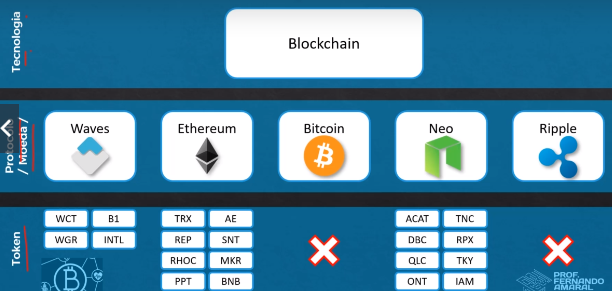 Tecnologia
Blockchain
Protocolo
/ Moeda
Waves
Ethereum
Bitcoin
Neo
Ripple
Token
WCT B1
WGR INTL
TRX AE
REP SNT
RHOC MKR
PPT BNB
ACAT TNC
DBC RPX
QLC TKY
ONT IAM
PROF.
FERNANDO
AMARAL